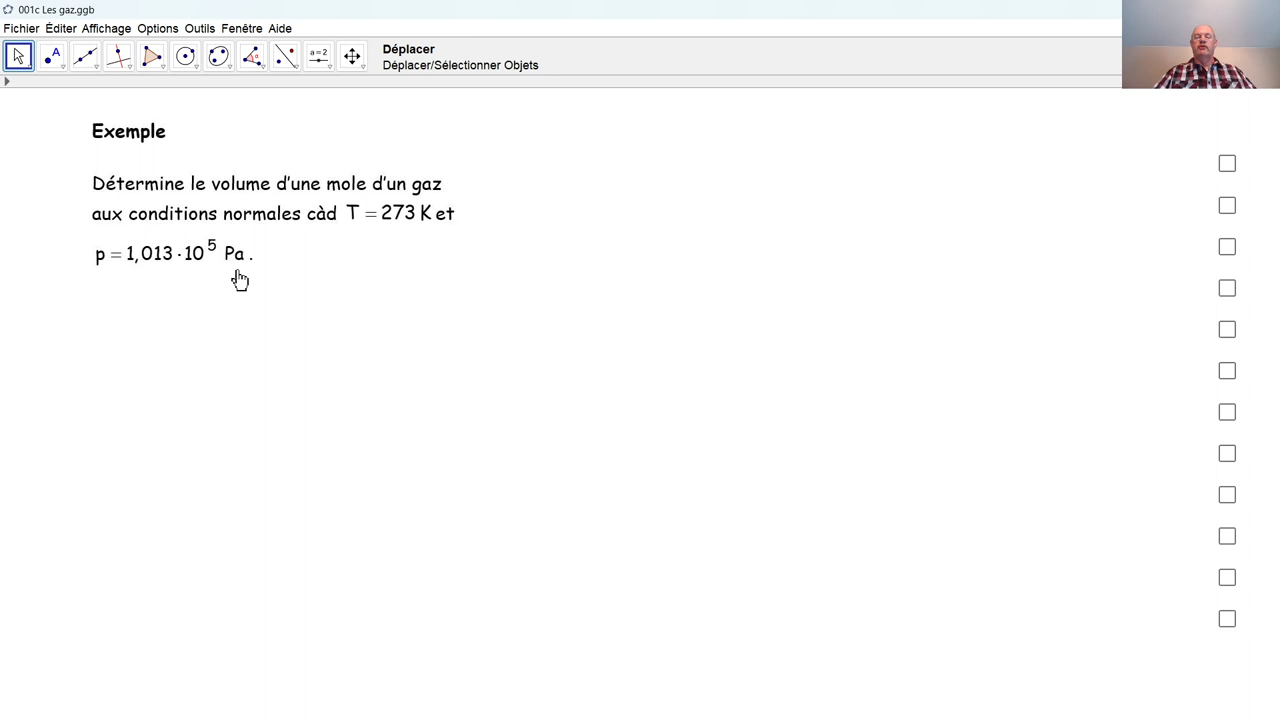 001c Les gaz.ggb
Fichier Éditer Affichage Options Outils Fenêtre Aide
A
a=2
Déplacer
Déplacer/Sélectionner Objets
Exemple
Détermine le volume d'une mole d'un gaz
aux conditions normales càd T = 273 K et
p = 1,013 · 10⁵ Pa .